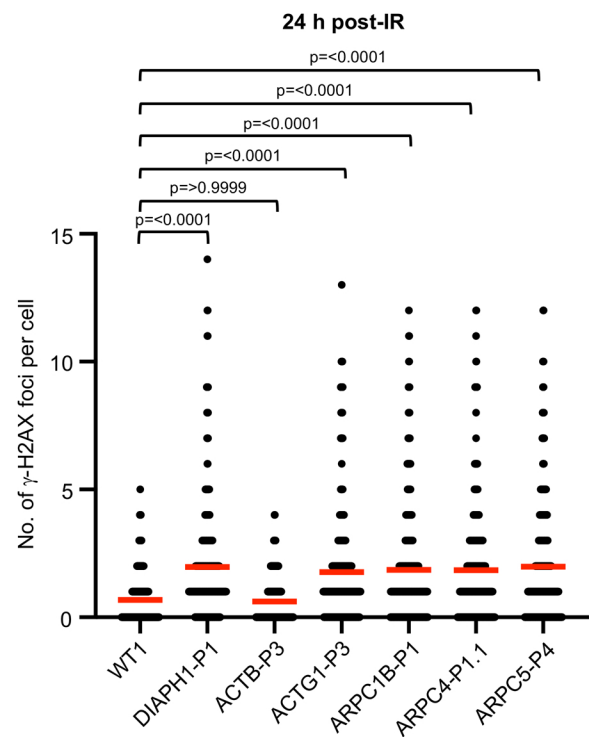 24 h post-IR
p=<0.0001
p=<0.0001
p=<0.0001
p=<0.0001
p=>0.9999
p=<0.0001
15
10
5
0
No. of γ-H2AX foci per cell
WT1
DIAPH1-P1
ACTB-P3
ACTG1-P3
ARPC1B-P1
ARPC4-P1.1
ARPC5-P4